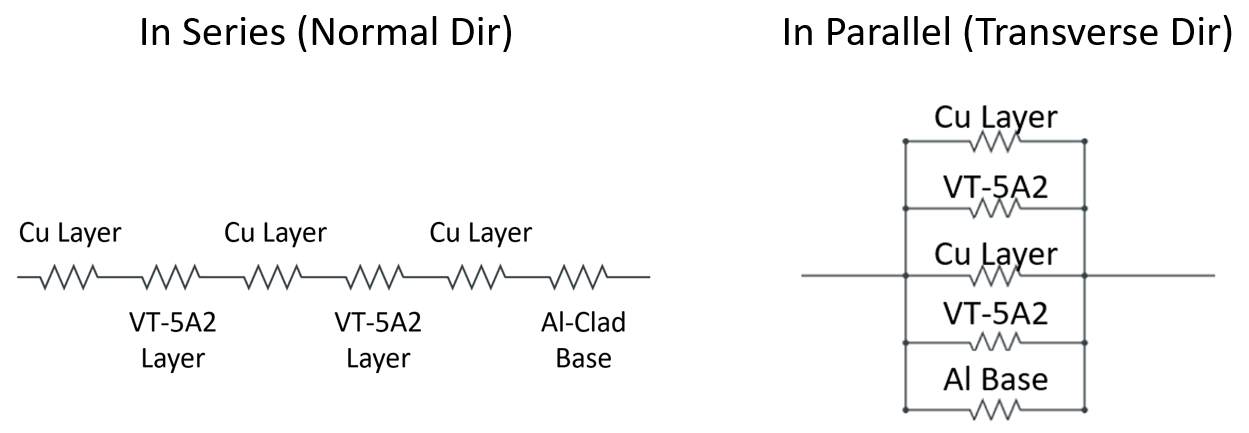 In Series (Normal Dir)
Cu Layer Cu Layer Cu Layer
VT-5A2 VT-5A2 Al-Clad
Layer Layer Base
In Parallel (Transverse Dir)
Cu Layer
VT-5A2
Cu Layer
VT-5A2
Al Base